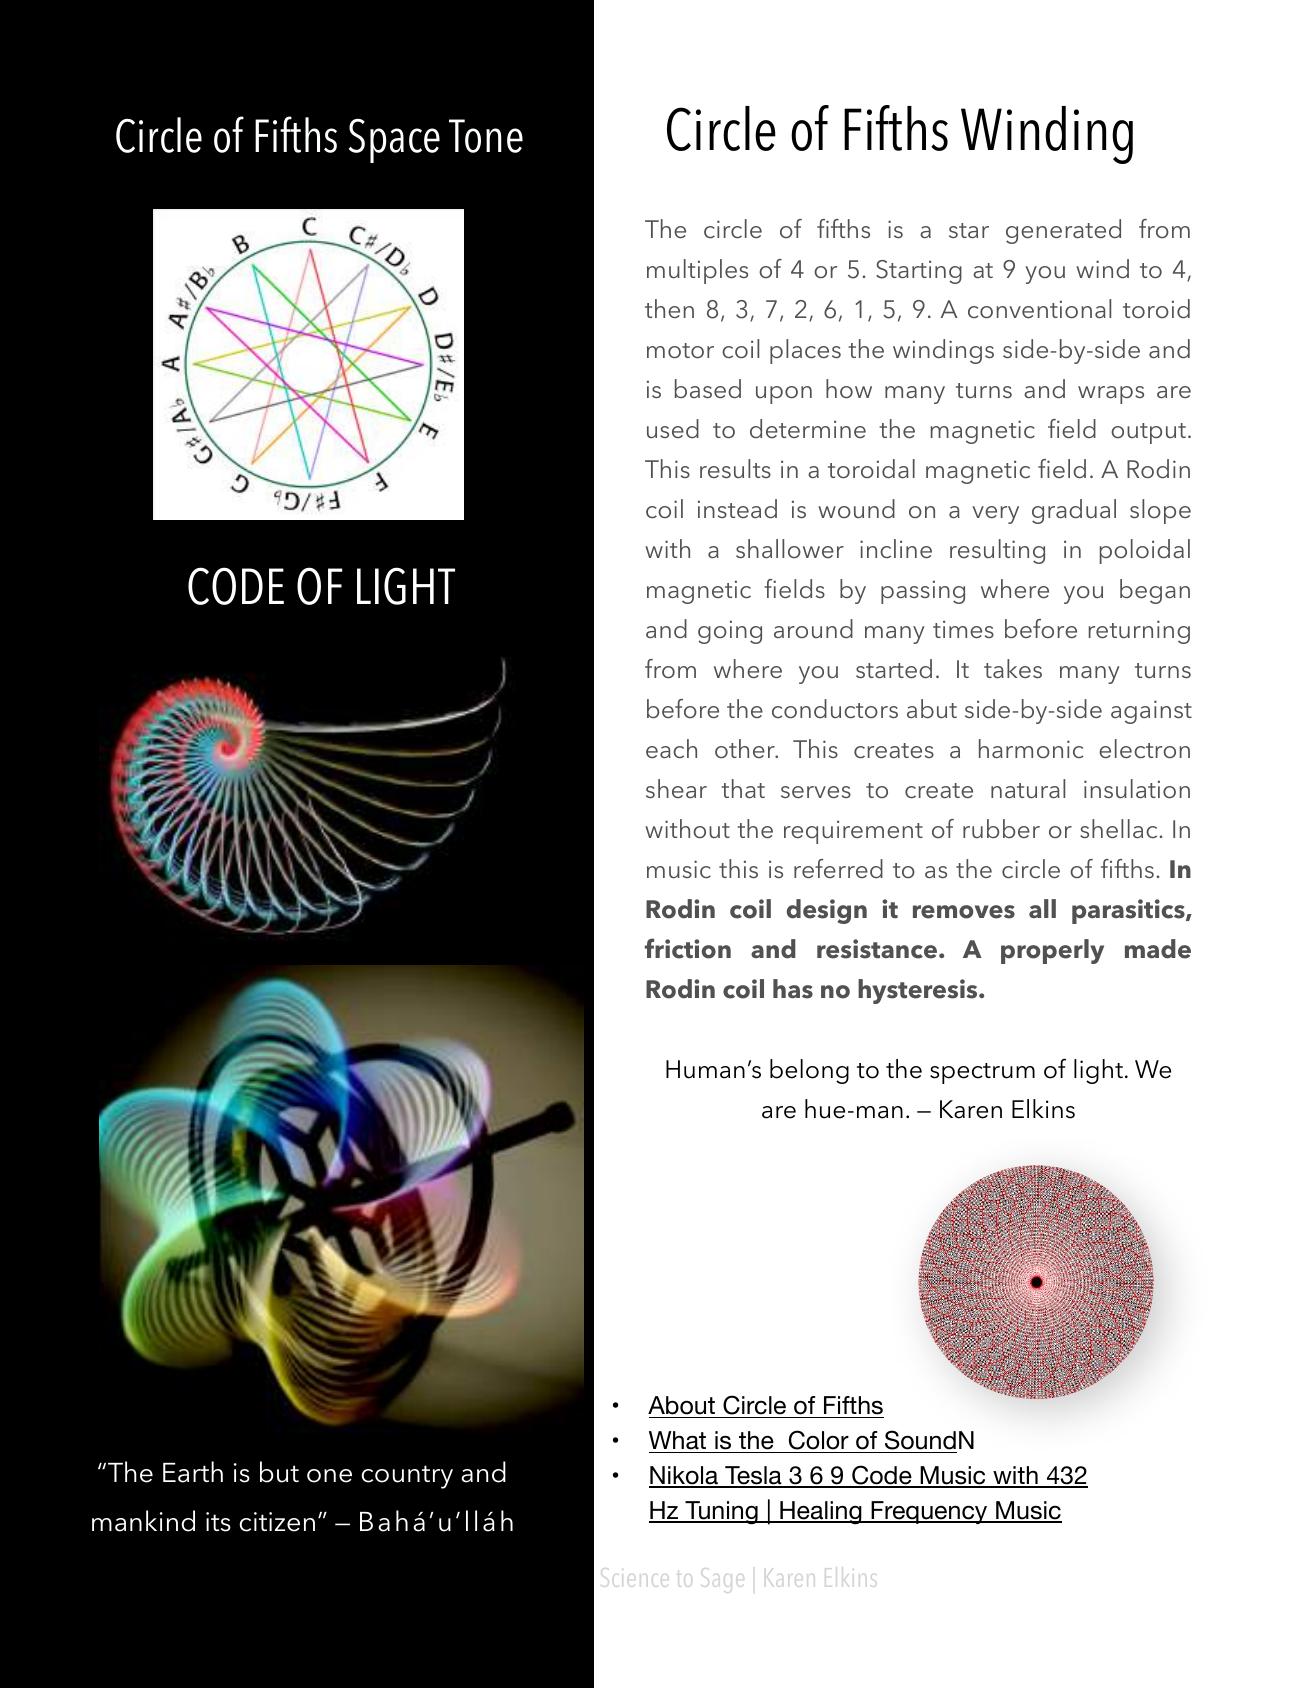 Circle of Fifths Space Tone
C
C♯/D♭
D
D♯/E♭
E
F
F♯/G♭
G
G♯/A♭
A
A♯/B♭
B
CODE OF LIGHT
“The Earth is but one country and
mankind its citizen” – Bahá’u’lláh
Circle of Fifths Winding
The circle of fifths is a star generated from
multiples of 4 or 5. Starting at 9 you wind to 4,
then 8, 3, 7, 2, 6, 1, 5, 9. A conventional toroid
motor coil places the windings side-by-side and
is based upon how many turns and wraps are
used to determine the magnetic field output.
This results in a toroidal magnetic field. A Rodin
coil instead is wound on a very gradual slope
with a shallower incline resulting in poloidal
magnetic fields by passing where you began
and going around many times before returning
from where you started. It takes many turns
before the conductors abut side-by-side against
each other. This creates a harmonic electron
shear that serves to create natural insulation
without the requirement of rubber or shellac. In
music this is referred to as the circle of fifths. In
Rodin coil design it removes all parasitics,
friction and resistance. A properly made
Rodin coil has no hysteresis.
Human’s belong to the spectrum of light. We
are hue-man. – Karen Elkins
• About Circle of Fifths
• What is the  Color of SoundN
• Nikola Tesla 3 6 9 Code Music with 432
Hz Tuning | Healing Frequency Music
Science to Sage | Karen Elkins